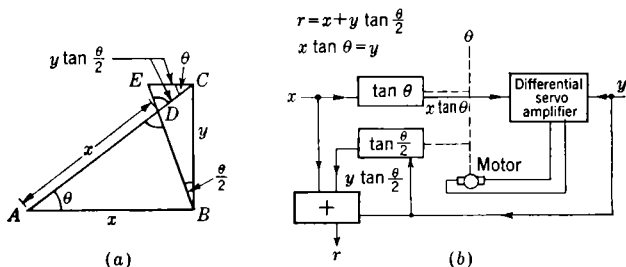 y tan θ/2
θ
E
C
D
x
y
θ/2
A
θ
x
B
(a)
r = x + y tan θ/2
x tan θ = y
θ
x
tan θ
x tan θ
Differential
servo
amplifier
y
tan θ/2
Motor
y tan θ/2
+
r
(b)